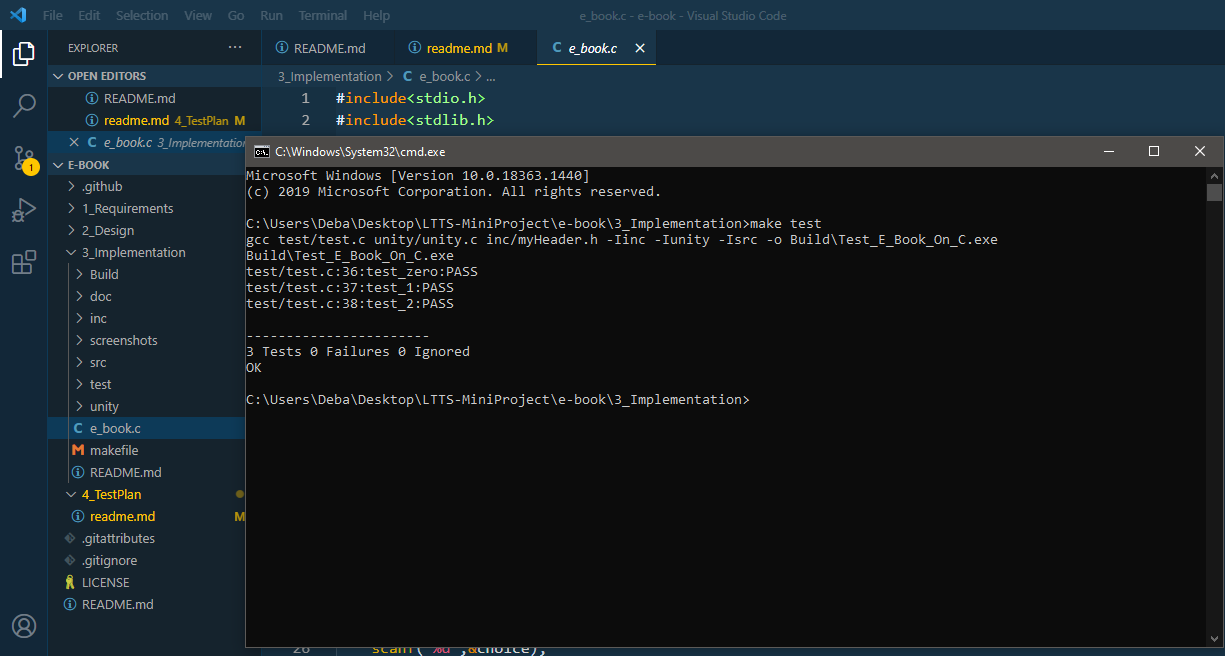 File Edit Selection View Go Run Terminal Help
e_book.c - e-book - Visual Studio Code
EXPLORER
README.md
readme.md M
C e_book.c
OPEN EDITORS
README.md
readme.md 4_TestPlan M
C e_book.c 3_Implementation
1
E-BOOK
.github
1_Requirements
2_Design
3_Implementation
Build
doc
inc
screenshots
src
test
unity
C e_book.c
makefile
README.md
4_TestPlan
readme.md M
.gitattributes
.gitignore
LICENSE
README.md
3_Implementation > C e_book.c > ...
1 #include<stdio.h>
2 #include<stdlib.h>
C:\Windows\System32\cmd.exe
Microsoft Windows [Version 10.0.18363.1440]
(c) 2019 Microsoft Corporation. All rights reserved.
C:\Users\Deba\Desktop\LTTS-MiniProject\e-book\3_Implementation>make test
gcc test/test.c unity/unity.c inc/myHeader.h -Iinc -Iunity -Isrc -o Build\Test_E_Book_On_C.exe
Build\Test_E_Book_On_C.exe
test/test.c:36:test_zero:PASS
test/test.c:37:test_1:PASS
test/test.c:38:test_2:PASS
-----------------------
3 Tests 0 Failures 0 Ignored
OK
C:\Users\Deba\Desktop\LTTS-MiniProject\e-book\3_Implementation>
26 scanf("%d",&choice);